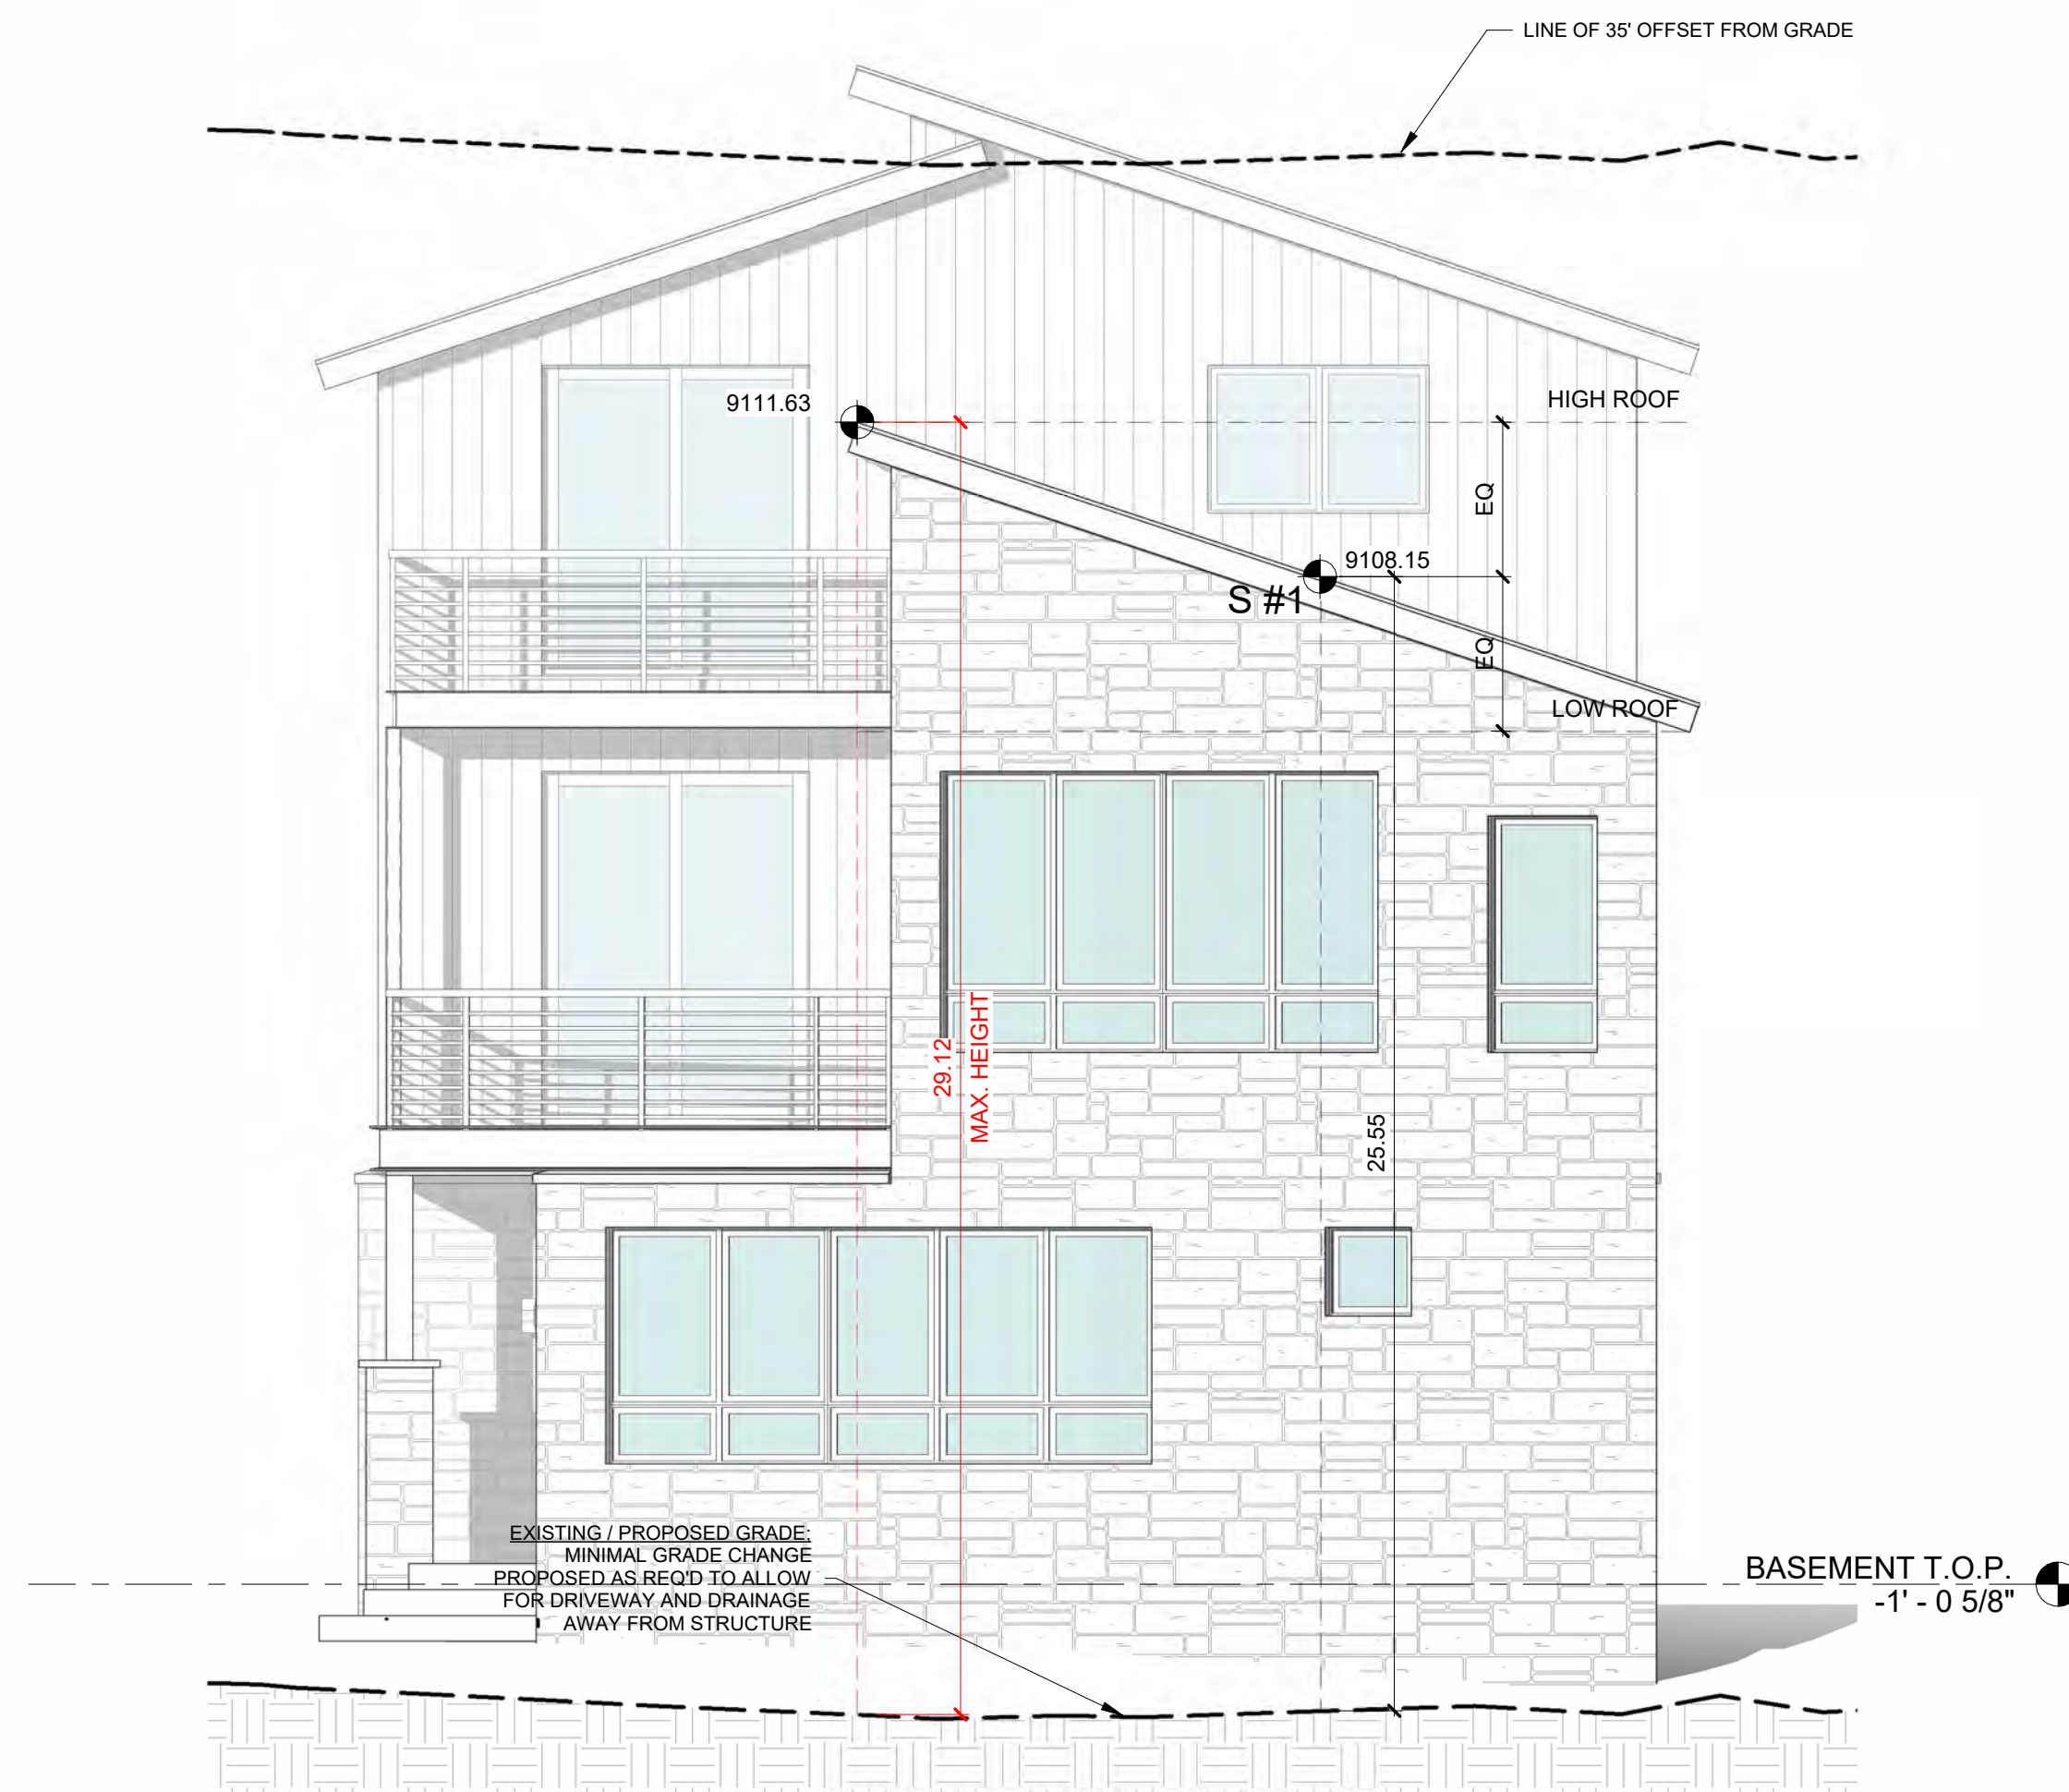 LINE OF 35' OFFSET FROM GRADE
9111.63
HIGH ROOF
EQ
9108.15
S #1
EQ
LOW ROOF
29.12
MAX. HEIGHT
25.55
EXISTING / PROPOSED GRADE:
MINIMAL GRADE CHANGE
PROPOSED AS REQ'D TO ALLOW
FOR DRIVEWAY AND DRAINAGE
AWAY FROM STRUCTURE
BASEMENT T.O.P.
-1' - 0 5/8"